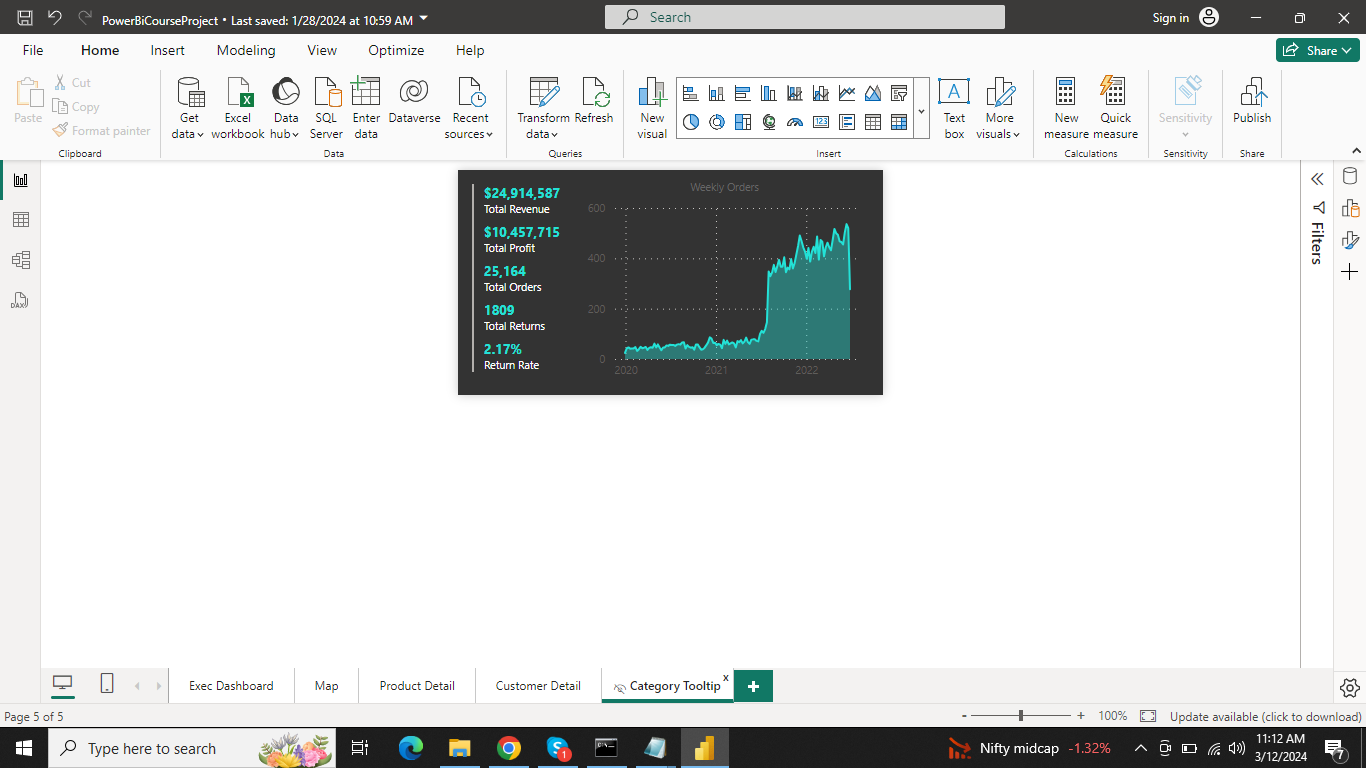 PowerBiCourseProject • Last saved: 1/28/2024 at 10:59 AM
Search
Sign in
File
Home
Insert
Modeling
View
Optimize
Help
Share
Paste
Cut
Copy
Format painter
Clipboard
Get data
Excel workbook
Data hub
SQL Server
Enter data
Dataverse
Recent sources
Data
Transform data
Refresh
Queries
New visual
123
A
Text box
More visuals
Insert
New measure
Quick measure
Calculations
Sensitivity
Sensitivity
Publish
Share
DAX
$24,914,587
Total Revenue
$10,457,715
Total Profit
25,164
Total Orders
1809
Total Returns
2.17%
Return Rate
Weekly Orders
600
400
200
0
2020
2021
2022
Filters
Exec Dashboard
Map
Product Detail
Customer Detail
Category Tooltip
x
+
Page 5 of 5
- +
100%
Update available (click to download)
Type here to search
1
Nifty midcap -1.32%
11:12 AM
3/12/2024
7